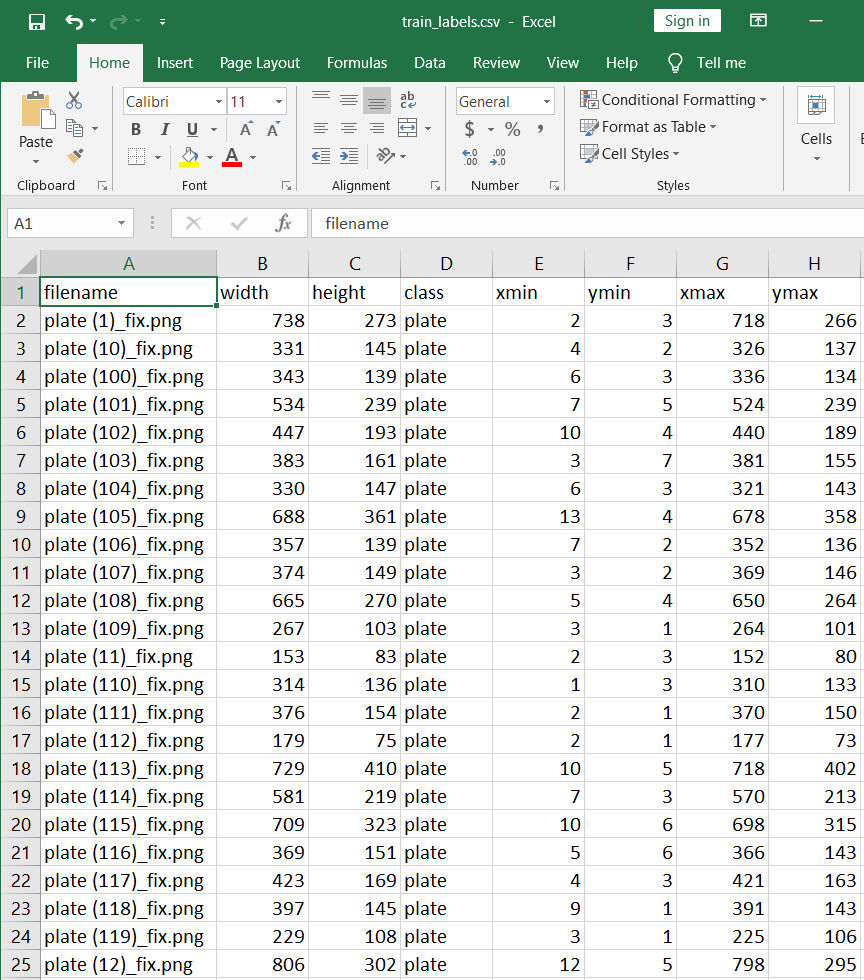 train_labels.csv - Excel Sign in
File Home Insert Page Layout Formulas Data Review View Help Tell me
Calibri 11 General Conditional Formatting
Format as Table
Cell Styles
Paste Cells
B I U A A ab c $ % ,
A .0 .00 .00 .0
Clipboard Font Alignment Number Styles
A1 fx filename
A B C D E F G H
1 filename width height class xmin ymin xmax ymax
2 plate (1)_fix.png 738 273 plate 2 3 718 266
3 plate (10)_fix.png 331 145 plate 4 2 326 137
4 plate (100)_fix.png 343 139 plate 6 3 336 134
5 plate (101)_fix.png 534 239 plate 7 5 524 239
6 plate (102)_fix.png 447 193 plate 10 4 440 189
7 plate (103)_fix.png 383 161 plate 3 7 381 155
8 plate (104)_fix.png 330 147 plate 6 3 321 143
9 plate (105)_fix.png 688 361 plate 13 4 678 358
10 plate (106)_fix.png 357 139 plate 7 2 352 136
11 plate (107)_fix.png 374 149 plate 3 2 369 146
12 plate (108)_fix.png 665 270 plate 5 4 650 264
13 plate (109)_fix.png 267 103 plate 3 1 264 101
14 plate (11)_fix.png 153 83 plate 2 3 152 80
15 plate (110)_fix.png 314 136 plate 1 3 310 133
16 plate (111)_fix.png 376 154 plate 2 1 370 150
17 plate (112)_fix.png 179 75 plate 2 1 177 73
18 plate (113)_fix.png 729 410 plate 10 5 718 402
19 plate (114)_fix.png 581 219 plate 7 3 570 213
20 plate (115)_fix.png 709 323 plate 10 6 698 315
21 plate (116)_fix.png 369 151 plate 5 6 366 143
22 plate (117)_fix.png 423 169 plate 4 3 421 163
23 plate (118)_fix.png 397 145 plate 9 1 391 143
24 plate (119)_fix.png 229 108 plate 3 1 225 106
25 plate (12)_fix.png 806 302 plate 12 5 798 295